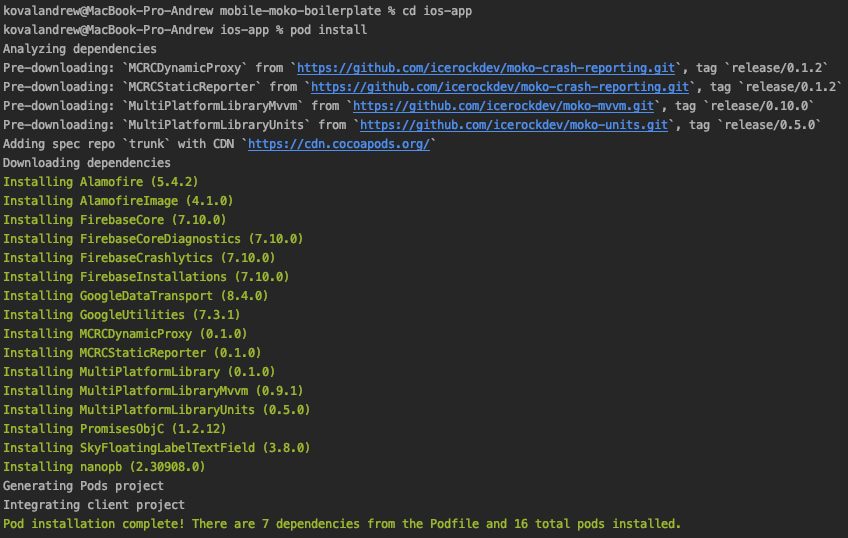 kovalandrew@MacBook-Pro-Andrew mobile-moko-boilerplate % cd ios-app
kovalandrew@MacBook-Pro-Andrew ios-app % pod install
Analyzing dependencies
Pre-downloading: `MCRCDynamicProxy` from `https://github.com/icerockdev/moko-crash-reporting.git`, tag `release/0.1.2`
Pre-downloading: `MCRCStaticReporter` from `https://github.com/icerockdev/moko-crash-reporting.git`, tag `release/0.1.2`
Pre-downloading: `MultiPlatformLibraryMvvm` from `https://github.com/icerockdev/moko-mvvm.git`, tag `release/0.10.0`
Pre-downloading: `MultiPlatformLibraryUnits` from `https://github.com/icerockdev/moko-units.git`, tag `release/0.5.0`
Adding spec repo `trunk` with CDN `https://cdn.cocoapods.org/`
Downloading dependencies
Installing Alamofire (5.4.2)
Installing AlamofireImage (4.1.0)
Installing FirebaseCore (7.10.0)
Installing FirebaseCoreDiagnostics (7.10.0)
Installing FirebaseCrashlytics (7.10.0)
Installing FirebaseInstallations (7.10.0)
Installing GoogleDataTransport (8.4.0)
Installing GoogleUtilities (7.3.1)
Installing MCRCDynamicProxy (0.1.0)
Installing MCRCStaticReporter (0.1.0)
Installing MultiPlatformLibrary (0.1.0)
Installing MultiPlatformLibraryMvvm (0.9.1)
Installing MultiPlatformLibraryUnits (0.5.0)
Installing PromisesObjC (1.2.12)
Installing SkyFloatingLabelTextField (3.8.0)
Installing nanopb (2.30908.0)
Generating Pods project
Integrating client project
Pod installation complete! There are 7 dependencies from the Podfile and 16 total pods installed.